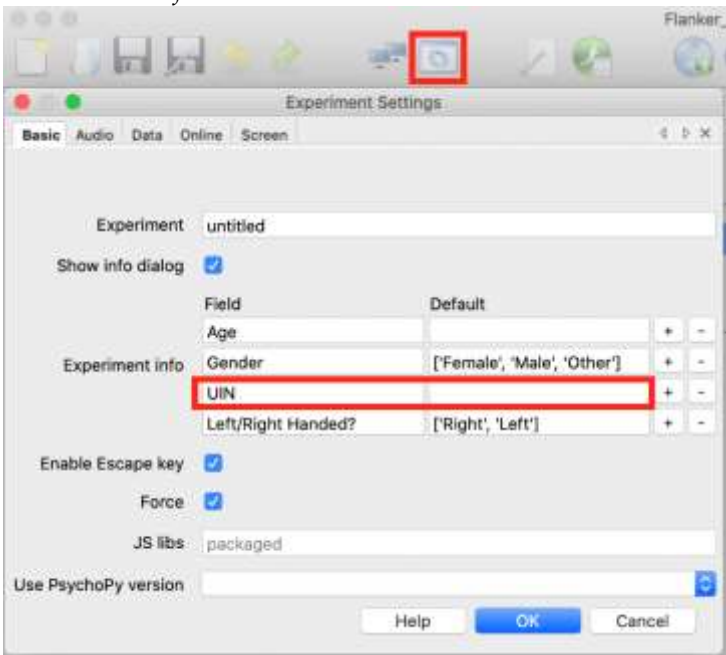 Flanker_
Experiment Settings
Basic Audio Data Online Screen
Experiment untitled
Show info dialog
Field Default
Age
Experiment info Gender ['Female', 'Male', 'Other']
UIN
Left/Right Handed? ['Right', 'Left']
Enable Escape key
Force
JS libs packaged
Use PsychoPy version
Help OK Cancel